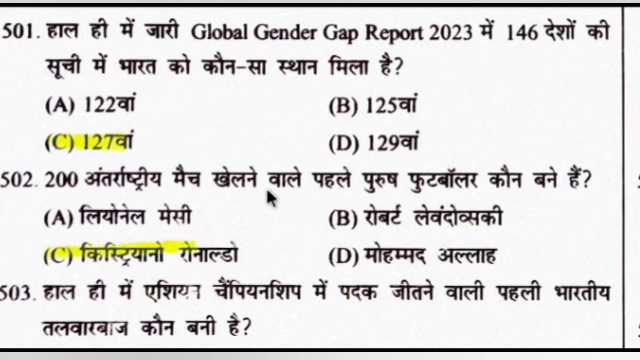 501. हाल ही में जारी Global Gender Gap Report 2023 में 146 देशों की
सूची में भारत को कौन-सा स्थान मिला है?
(A) 122वां (B) 125वां
(C) 127वां (D) 129वां
502. 200 अंतर्राष्ट्रीय मैच खेलने वाले पहले पुरुष फुटबॉलर कौन बने हैं?
(A) लियोनेल मेसी (B) रोबर्ट लेवंदोव्सकी
(C) किस्ट्रियानो रोनाल्डो (D) मोहम्मद अल्लाह
503. हाल ही में एशियन चैंपियनशिप में पदक जीतने वाली पहली भारतीय
तलवारबाज कौन बनी है?